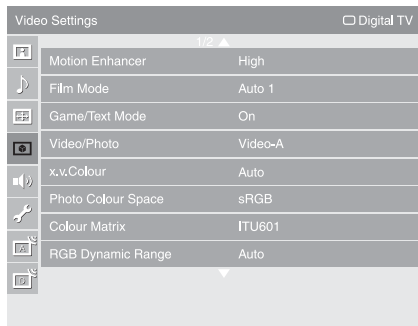 Video Settings Digital TV
1/2
Motion Enhancer High
Film Mode Auto 1
Game/Text Mode On
Video/Photo Video-A
x.v.Colour Auto
Photo Colour Space sRGB
Colour Matrix ITU601
RGB Dynamic Range Auto
A
D